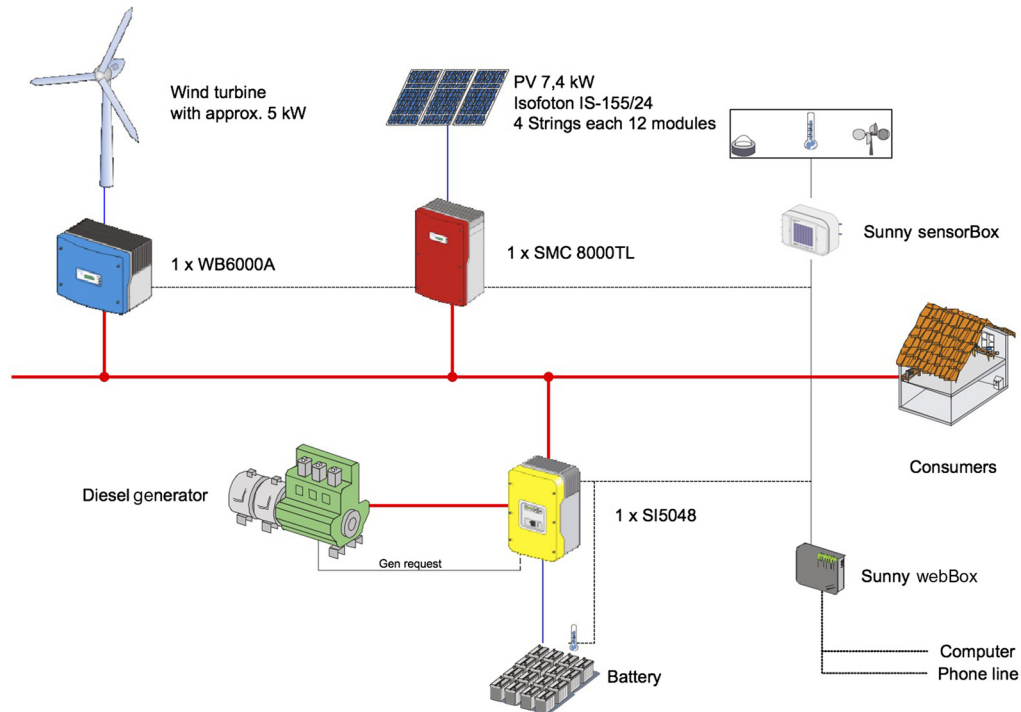 Wind turbine
with approx. 5 kW
PV 7,4 kW
Isofoton IS-155/24
4 Strings each 12 modules
Sunny sensorBox
1 x WB6000A
1 x SMC 8000TL
Consumers
Diesel generator
1 x SI5048
Gen request
Sunny webBox
Battery
Computer
Phone line